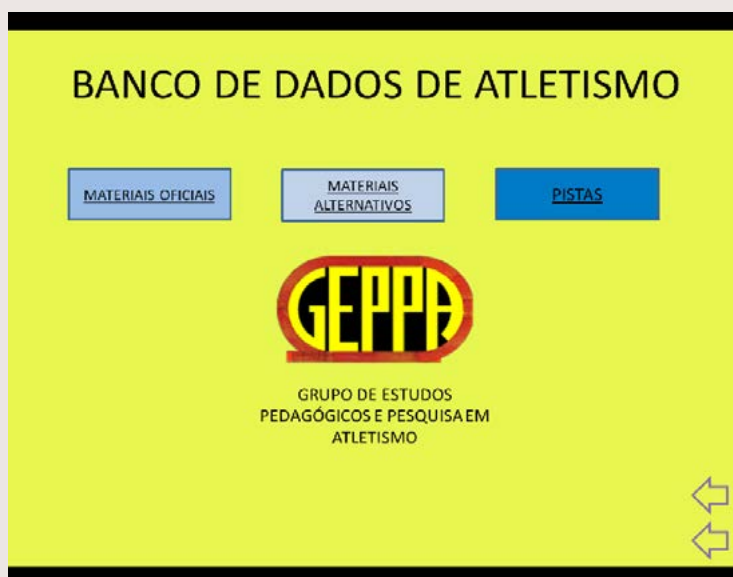 BANCO DE DADOS DE ATLETISMO
MATERIAIS OFICIAIS
MATERIAIS
ALTERNATIVOS
PISTAS
GEPPA
GRUPO DE ESTUDOS
PEDAGÓGICOS E PESQUISA EM
ATLETISMO